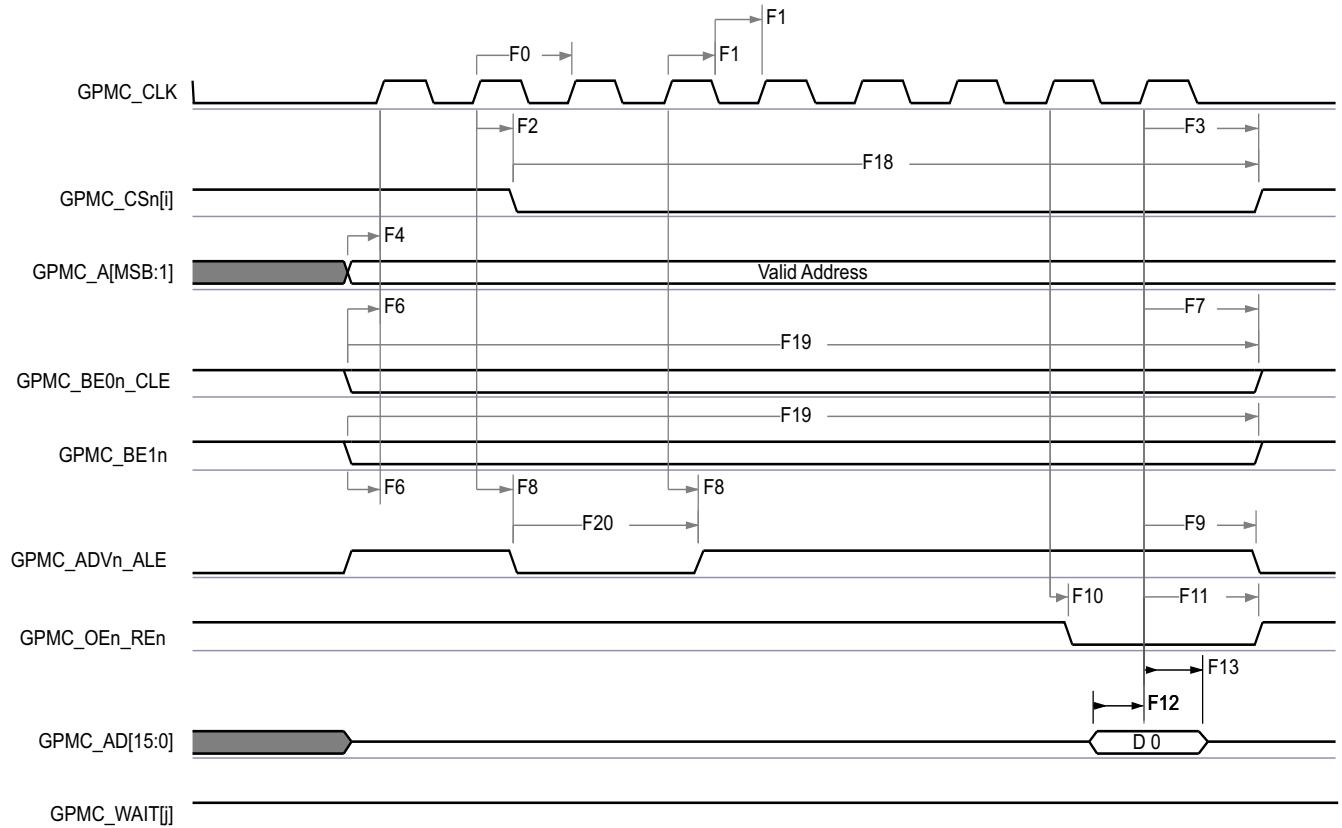 F1
F0
F1
GPMC_CLK
F2
F3
F18
GPMC_CSn[i]
F4
GPMC_A[MSB:1]
Valid Address
F6
F7
F19
GPMC_BE0n_CLE
F19
GPMC_BE1n
F6
F8
F8
F20
F9
GPMC_ADVn_ALE
F10
F11
GPMC_OEn_REn
F13
F12
GPMC_AD[15:0]
D 0
GPMC_WAIT[j]